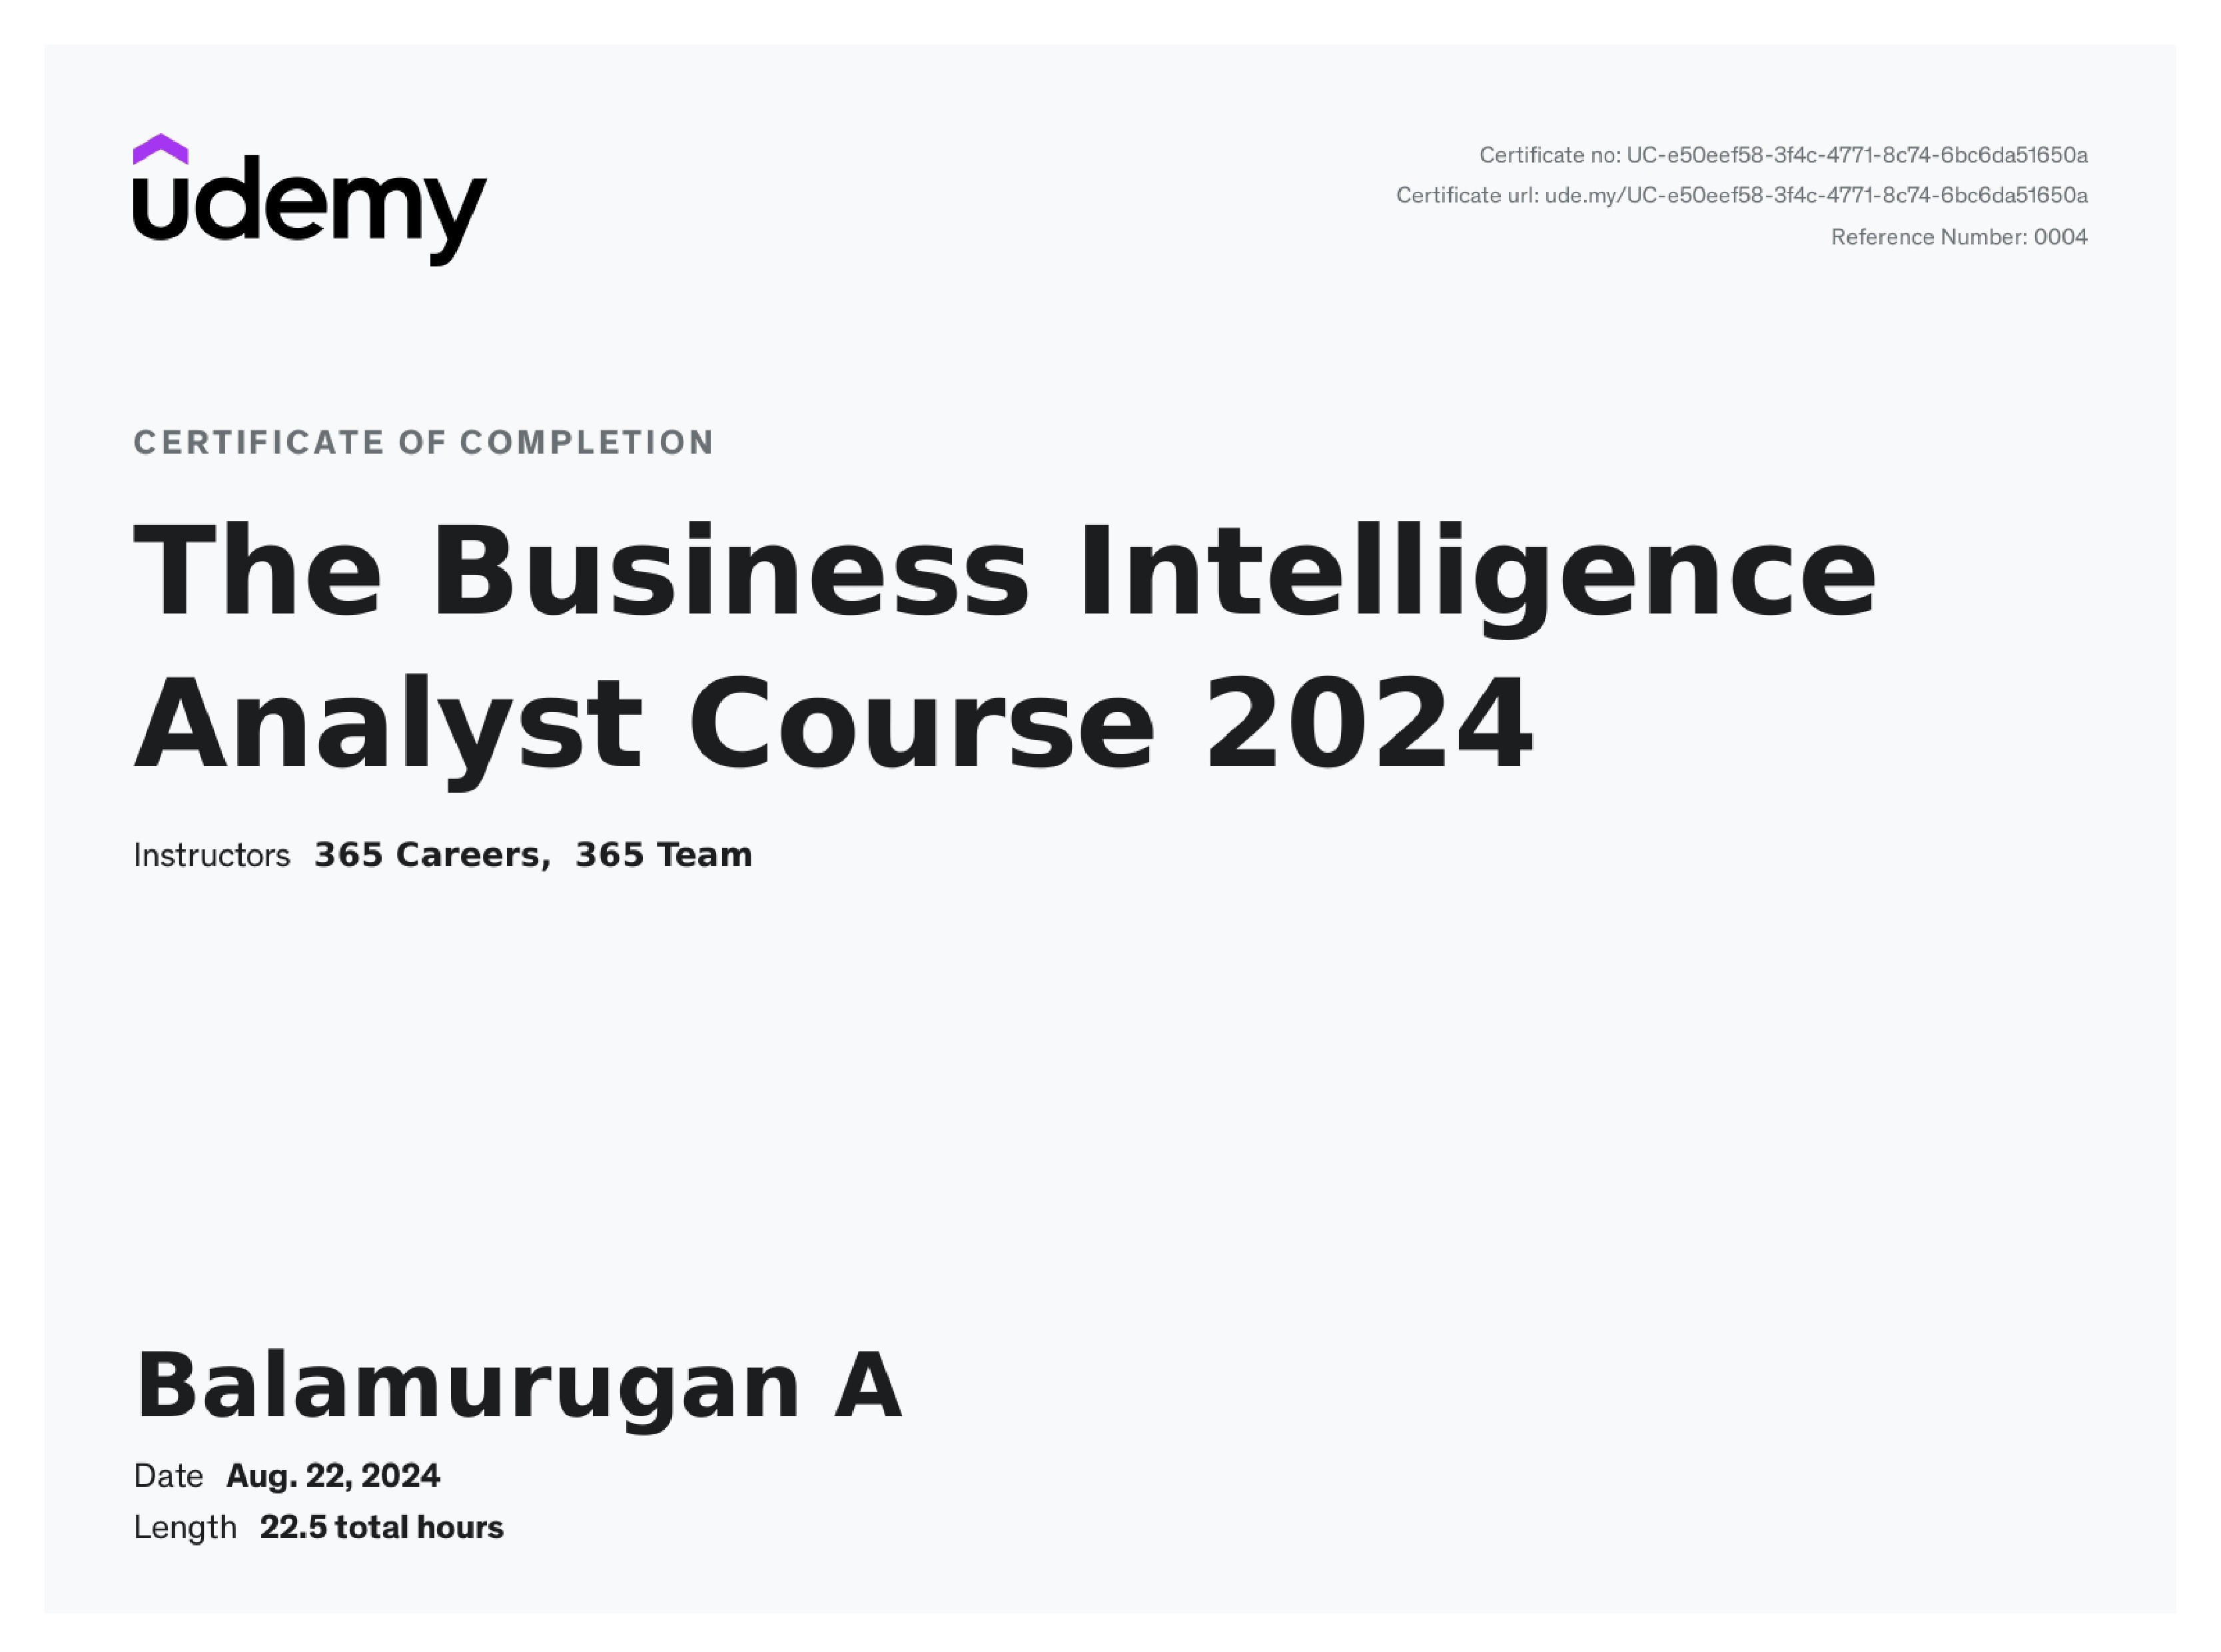 udemy
Certificate no: UC-e50eef58-3f4c-4771-8c74-6bc6da51650a
Certificate url: ude.my/UC-e50eef58-3f4c-4771-8c74-6bc6da51650a
Reference Number: 0004
CERTIFICATE OF COMPLETION
The Business Intelligence
Analyst Course 2024
Instructors 365 Careers, 365 Team
Balamurugan A
Date Aug. 22, 2024
Length 22.5 total hours